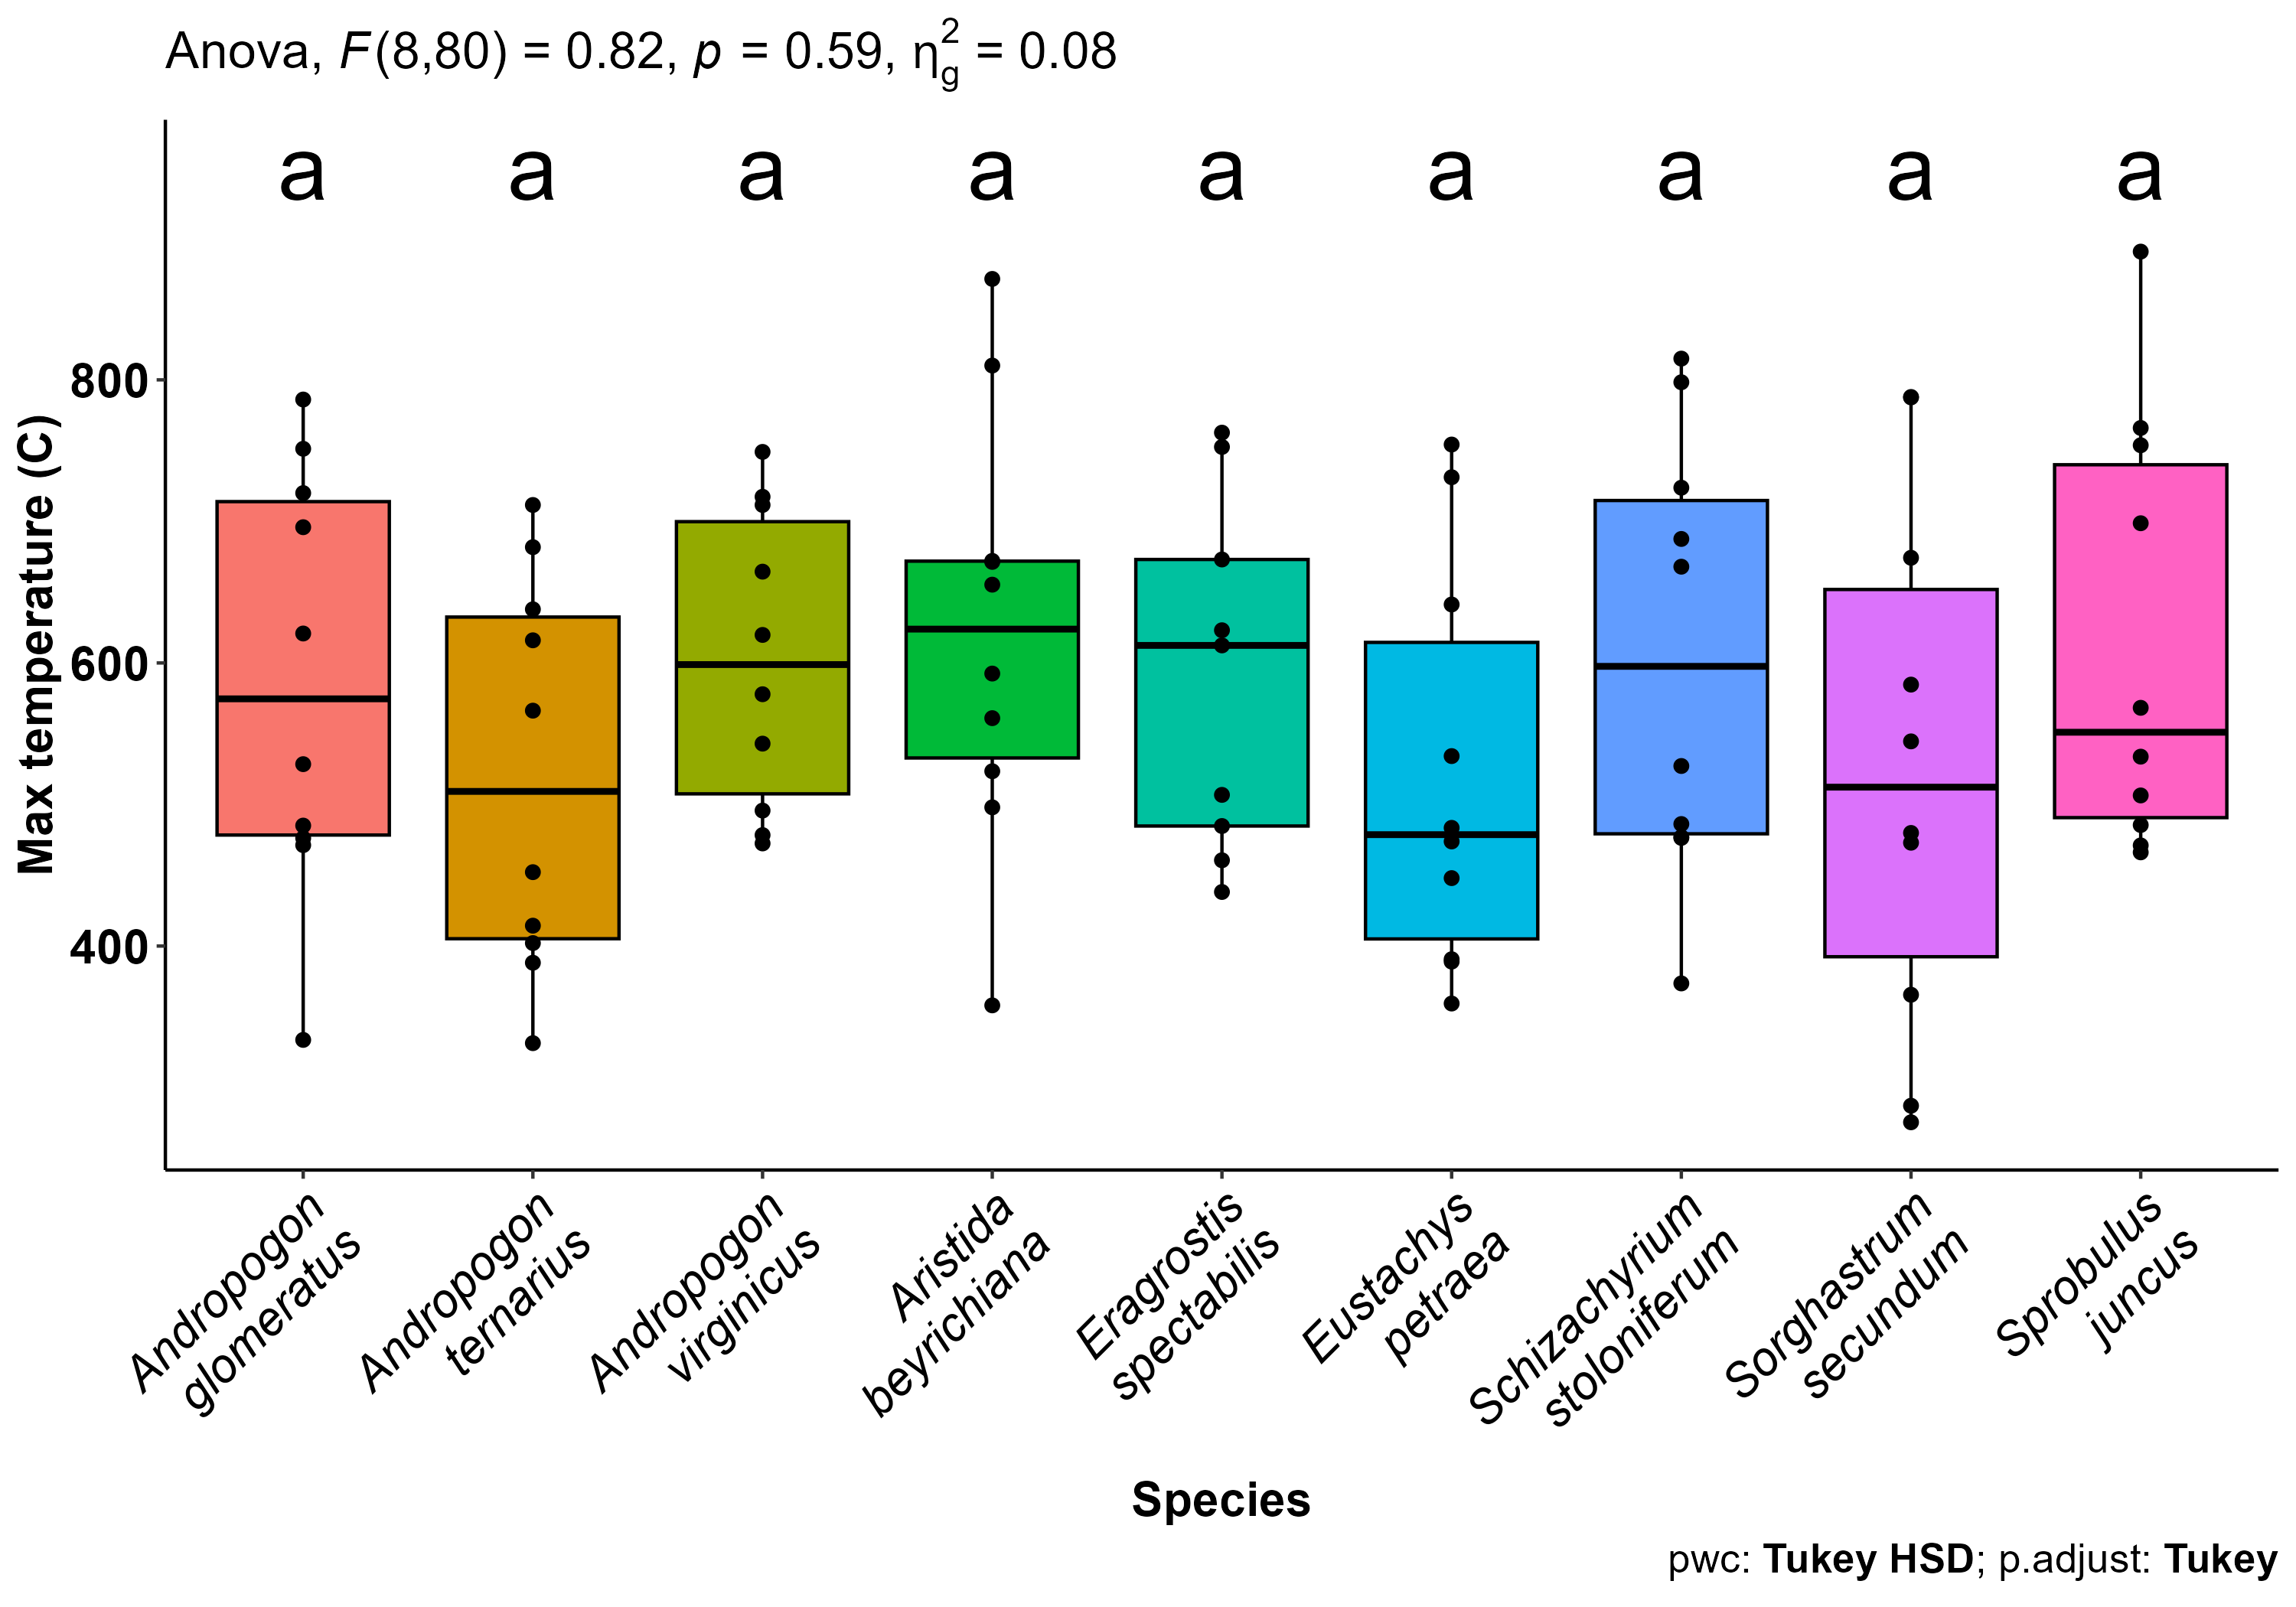 Anova, F(8,80) = 0.82, p = 0.59, η²g = 0.08
a a a a a a a a a
Max temperature (C)
800
600
400
Andropogon
glomeratus
Andropogon
ternarius
Andropogon
virginicus
Aristida
beyrichiana
Eragrostis
spectabilis
Eustachys
petraea
Schizachyrium
stoloniferum
Sorghastrum
secundum
Sprobulus
juncus
Species
pwc: Tukey HSD; p.adjust: Tukey